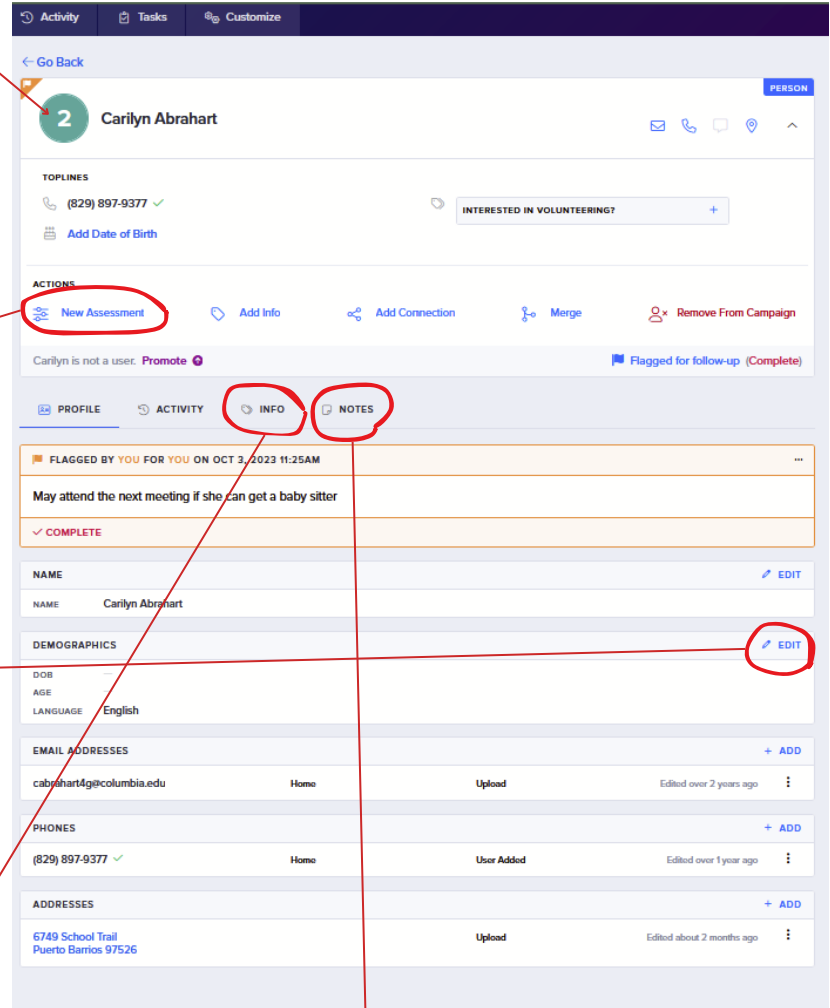 Activity Tasks Customize
Go Back
PERSON
2 Carilyn Abrahart
TOPLINES
(829) 897-9377
INTERESTED IN VOLUNTEERING? +
Add Date of Birth
ACTIONS
New Assessment Add Info Add Connection Merge Remove From Campaign
Carilyn is not a user. Promote Flagged for follow-up (Complete)
PROFILE ACTIVITY INFO NOTES
FLAGGED BY YOU FOR YOU ON OCT 3, 2023 11:25AM ...
May attend the next meeting if she can get a baby sitter
COMPLETE
NAME EDIT
NAME Carilyn Abrahart
DEMOGRAPHICS EDIT
DOB —
AGE
LANGUAGE English
EMAIL ADDRESSES + ADD
cabrahart4g@columbia.edu Home Upload Edited over 2 years ago
PHONES + ADD
(829) 897-9377 Home User Added Edited over 1 year ago
ADDRESSES + ADD
6749 School Trail Upload Edited about 2 months ago
Puerto Barrios 97526